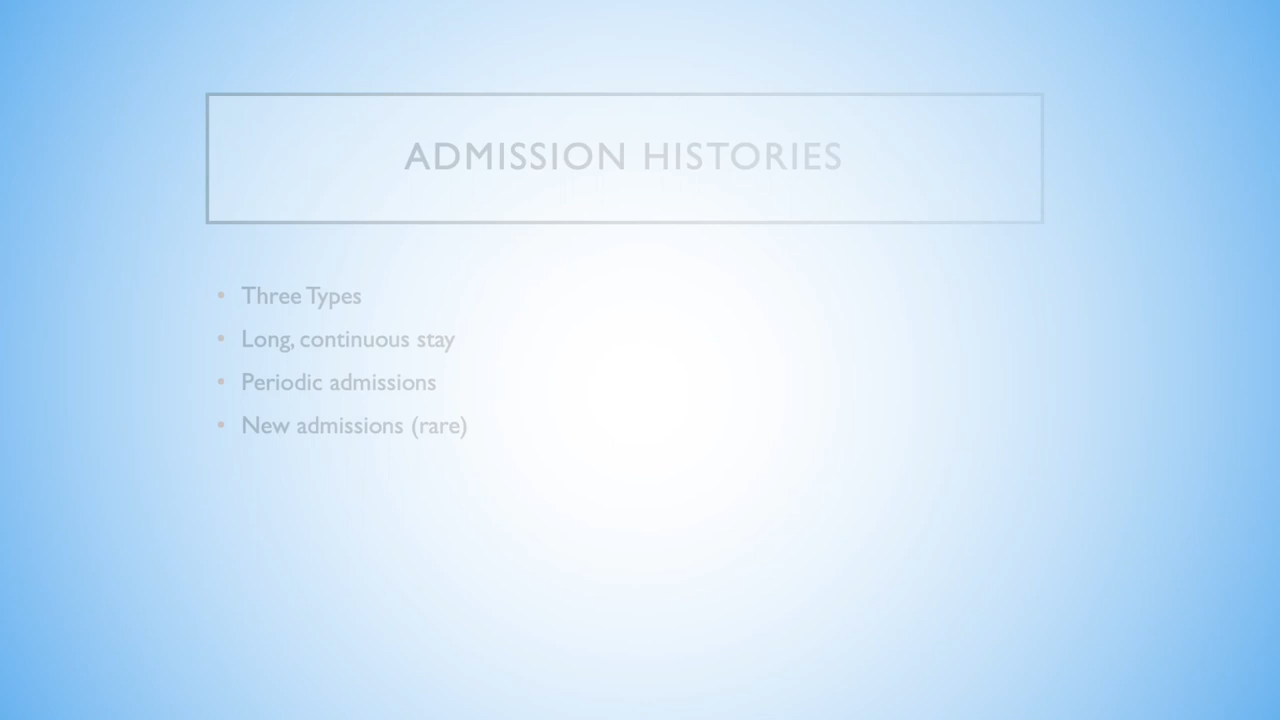 ADMISSION HISTORIES
• Three Types
• Long, continuous stay
• Periodic admissions
• New admissions (rare)